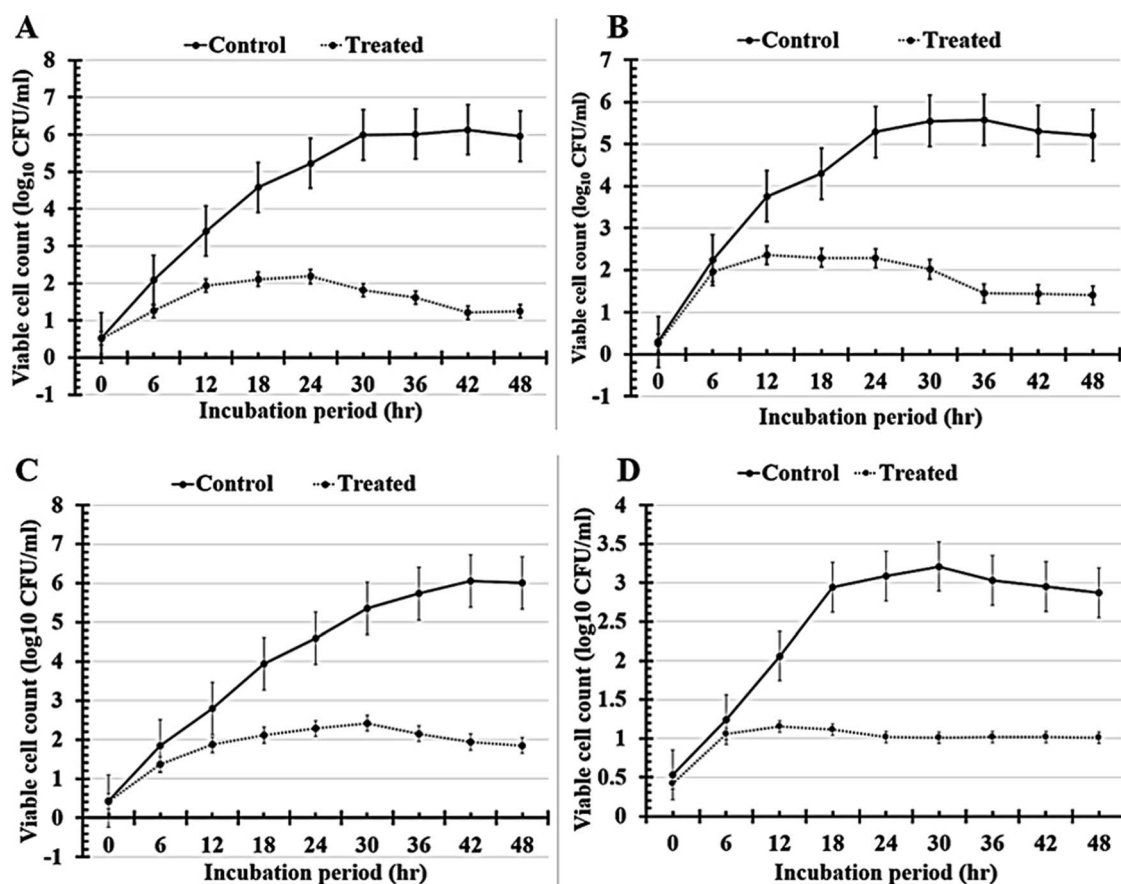 A
Control Treated
Viable cell count (log10 CFU/ml)
8
7
6
5
4
3
2
1
0
-1
0 6 12 18 24 30 36 42 48
Incubation period (hr)
B
Control Treated
Viable cell count (log10 CFU/ml)
7
6
5
4
3
2
1
0
-1
0 6 12 18 24 30 36 42 48
Incubation period (hr)
C
Control Treated
Viable cell count (log10 CFU/ml)
8
7
6
5
4
3
2
1
0
-1
0 6 12 18 24 30 36 42 48
Incubation period (hr)
D
Control Treated
Viable cell count (log10 CFU/ml)
4
3.5
3
2.5
2
1.5
1
0.5
0
0 6 12 18 24 30 36 42 48
Incubation period (hr)